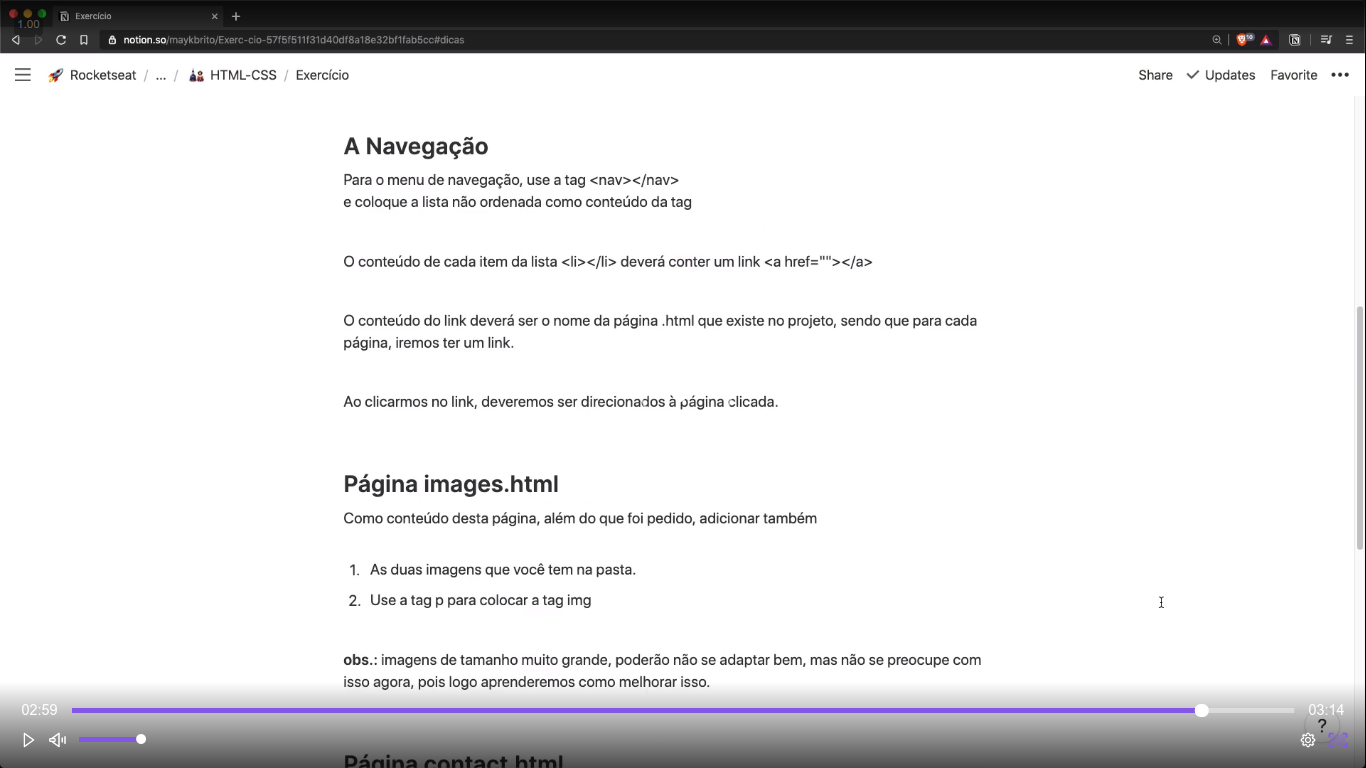 1.00
Exercício
notion.so/maykbrito/Exerc-cio-57f5f511f31d40df8a18e32bf1fab5cc#dicas
Rocketseat / ... / HTML-CSS / Exercício
Share Updates Favorite •••
A Navegação
Para o menu de navegação, use a tag <nav></nav>
e coloque a lista não ordenada como conteúdo da tag
O conteúdo de cada item da lista <li></li> deverá conter um link <a href=""></a>
O conteúdo do link deverá ser o nome da página .html que existe no projeto, sendo que para cada
página, iremos ter um link.
Ao clicarmos no link, deveremos ser direcionados à página clicada.
Página images.html
Como conteúdo desta página, além do que foi pedido, adicionar também
1. As duas imagens que você tem na pasta.
2. Use a tag p para colocar a tag img
obs.: imagens de tamanho muito grande, poderão não se adaptar bem, mas não se preocupe com
isso agora, pois logo aprenderemos como melhorar isso.
02:59
03:14
?
Página contact.html